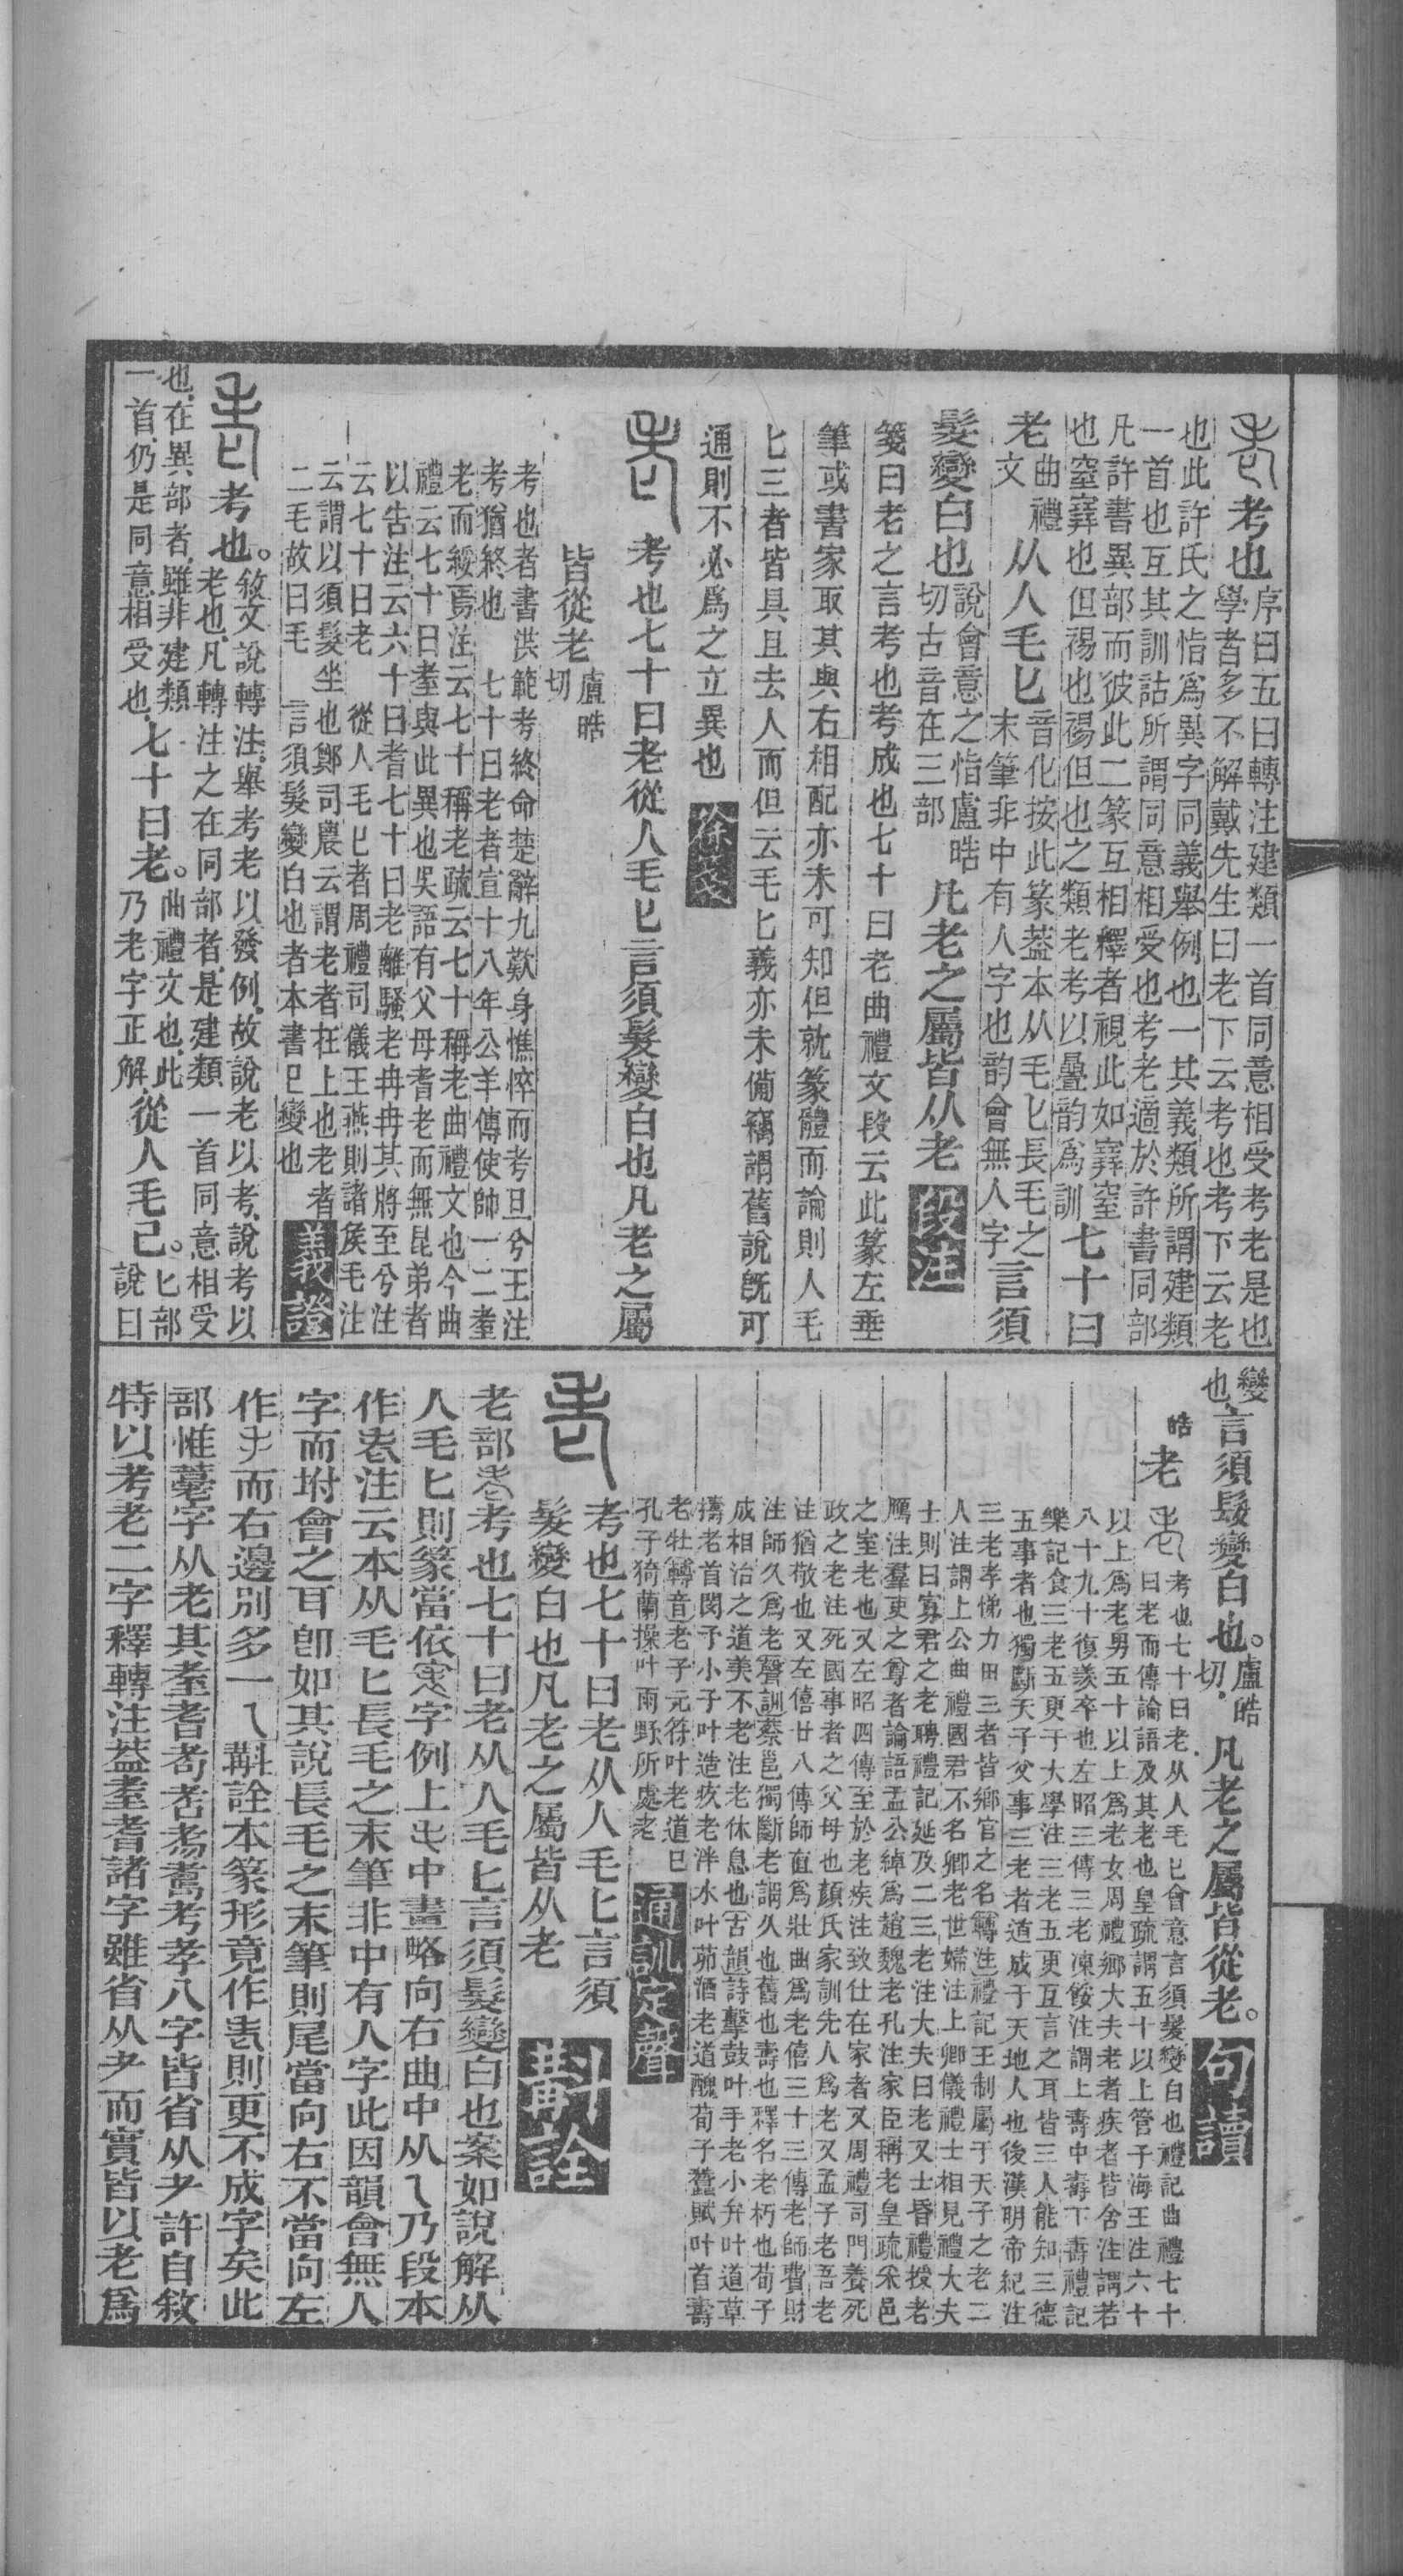 考也
序曰五曰轉注建類一首同意相受考老是也
學者多不解戴先生曰老下云考也考下云老
也此許氏之恉爲異字同義舉例也一其義類所謂建類
一首也互其訓詁所謂同意相受也考老適於許書同部
凡許書異部而彼此二篆互相釋者視此如窒㝣
也窒㝣也但裼也裼但也之類老考以曡韵爲訓
七十曰
老
曲禮
文
从人毛匕
音化按此篆葢本从毛匕長毛之
末筆非中有人字也韵會無人字
言須
髮變白也
說會意之恉盧皓
切古音在三部
凡老之屬皆从老
段注
箋曰老之言考也考成也七十曰老曲禮文段云此篆左垂
筆或書家取其與右相配亦未可知但就篆體而論則人毛
匕三者皆具且去人而但云毛匕義亦未備竊謂舊說旣可
通則不必爲之立異也
徐箋
考也七十曰老從人毛匕言須髮變白也凡老之屬
皆從老
盧皓
切
考也者書洪範考終命楚辭九歎身憔悴而考旦兮王注
考猶終也 七十曰老者宣十八年公羊傳使帥一二耋
老而綏焉注云七十稱老疏云七十稱老曲禮文也今曲
禮云七十曰耋與此異也吳語有父母耆老而無昆弟者
以告注云六十曰耆七十曰老離騷老冉冉其將至兮注
云七十曰老 從人毛匕者周禮司儀王燕則諸矦毛注
云謂以須髮坐也鄭司農云謂老者在上也老者
二毛故曰毛 言須髮變白也者本書匕變也
義證
考也。
敘文說轉注。舉考老以發例。故說老以考。說考以
老也。凡轉注之在同部者。是建類一首同意相受
也。在異部者。雖非建類
一首。仍是同意相受也。
七十曰老。
曲禮文也。此
乃老字正解。
從人毛匕。
匕部
說曰
變
也。
言須髮變白也。
盧皓
切。
凡老之屬皆從老。
句讀
皓
老
考也七十曰老从人毛匕會意言須髮變白也禮記曲禮七十
曰老而傳論語及其老也皇疏謂五十以上管子海王注六十
以上爲老男五十以上爲老女周禮鄉大夫老者疾者皆舍注謂若
八十九十復羨卒也左昭三傳三老凍餒注謂上壽中壽下壽禮記
樂記食三老五更于大學注三老五更互言之耳皆三人能知三德
五事者也獨斷天子父事三老者道成于天地人也後漢明帝紀注
三老孝悌力田三者皆鄉官之名轉注禮記王制屬于天子之老二
人注謂上公曲禮國君不名卿老世婦注上卿儀禮士相見禮大夫
士則曰寡君之老聘禮記延及二三老注大夫曰老又士昏禮授老
鴈注羣吏之尊者論語孟公綽爲趙魏老孔注家臣稱老皇疏采邑
之室老也又左昭四傳至於老疾注致仕在家者又周禮司門養死
政之老注死國事者之父母也顏氏家訓先人爲老又孟子老吾老
注猶敬也又左僖廿八傳師直爲壯曲爲老僖三十三傳老師費財
注師久爲老聲訓蔡邕獨斷老謂久也舊也壽也釋名老朽也荀子
成相治之道美不老注老休息也古韻詩擊鼓叶手老小弁叶道草
擣老首閔予小子叶造疚老泮水叶茆酒老道醜荀子蠶賦叶首壽
老牡轉音老子元符叶老道已
孔子猗蘭操叶雨野所處老
通訓定聲
考也七十曰老从人毛匕言須
髮變白也凡老之屬皆从老
斠詮
老部老考也七十曰老从人毛匕言須髮變白也案如說解从
人毛匕則篆當依字例上中畫略向右曲中从乀乃段本
作注云本从毛匕長毛之末筆非中有人字此因韻會無人
字而坿會之耳卽如其說長毛之末筆則尾當向右不當向左
作而右邊別多一乀斠詮本篆形竟作則更不成字矣此
部惟薹字从老其耋耆耇考孝八字皆省从耂許自敘
特以考老二字釋轉注葢耋耆諸字雖省从耂而實皆以老爲